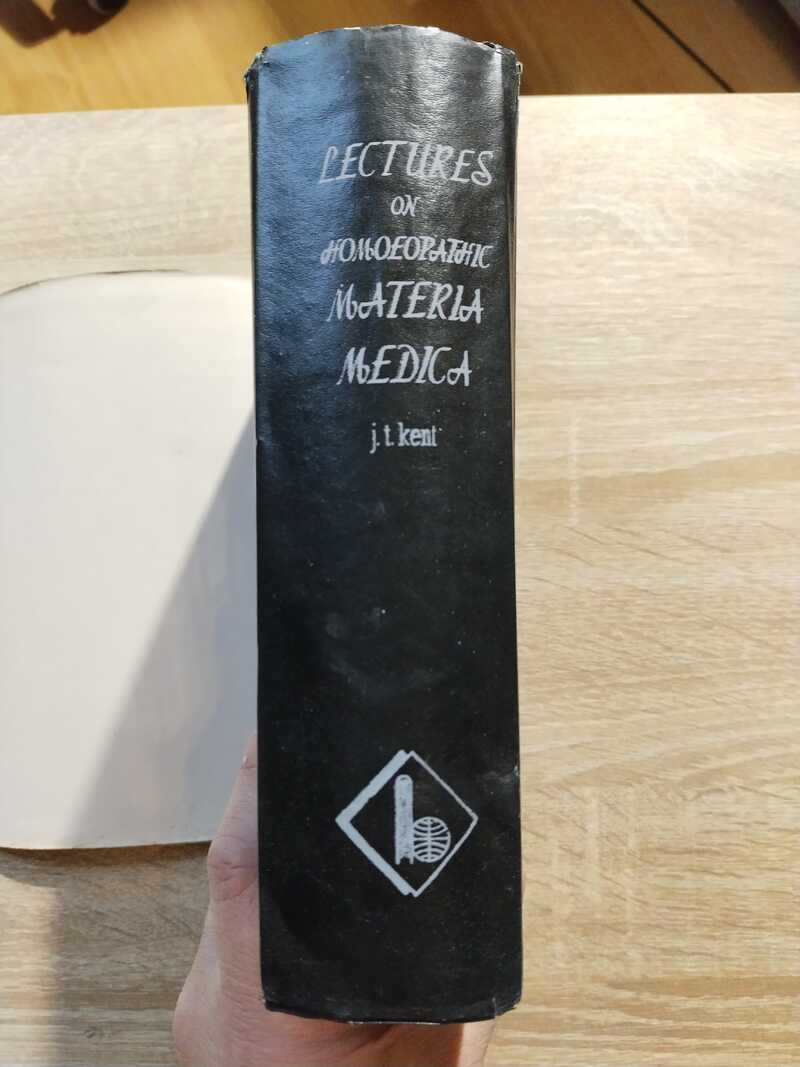 LECTURES
ON
HOMOEOPATHIC
MATERIA
MEDICA
j.t.kent